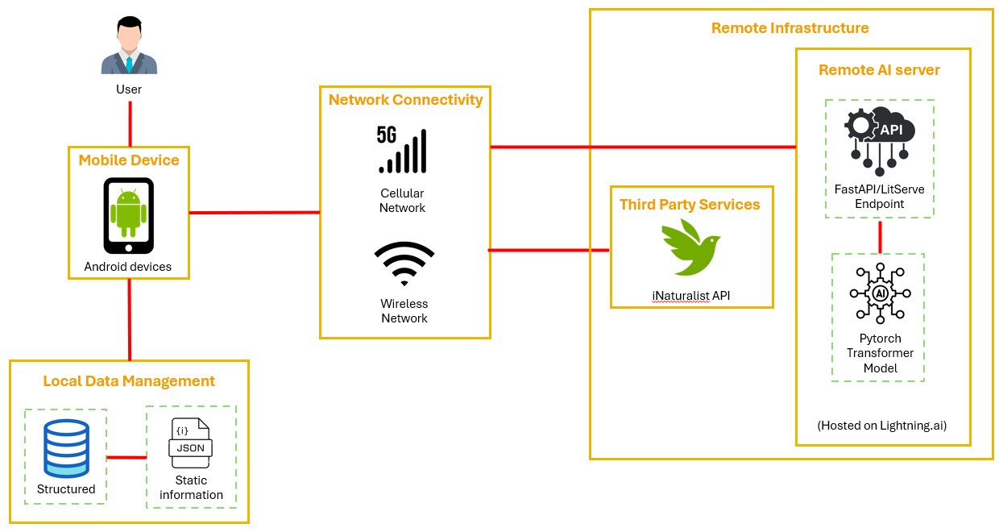 User
Mobile Device
Android devices
Local Data Management
Structured
{i}
JSON
Static
information
Network Connectivity
5G
Cellular
Network
Wireless
Network
Remote Infrastructure
Third Party Services
iNaturalist API
Remote AI server
API
FastAPI/LitServe
Endpoint
AI
Pytorch
Transformer
Model
(Hosted on Lightning.ai)